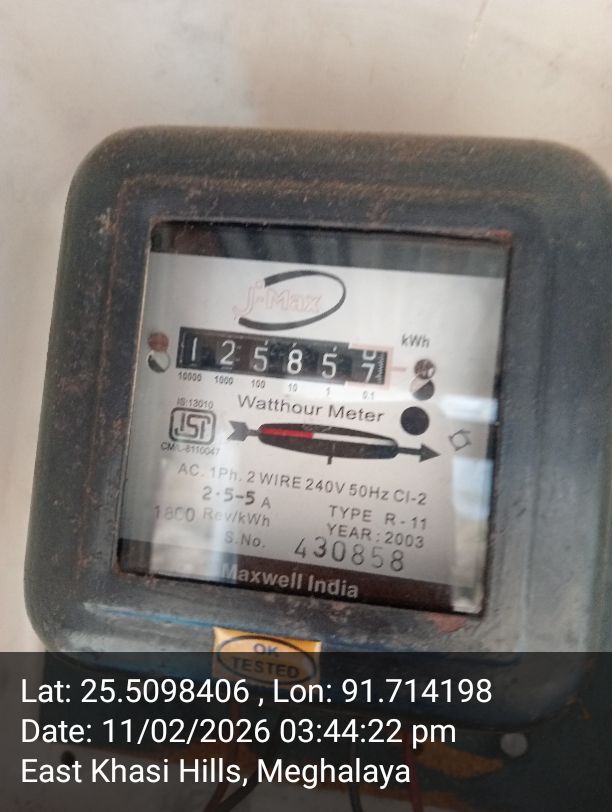 J-Max
kWh
1 2 5 8 5 7
10000 1000 100 10 1 0.1
IS:13010
Watthour Meter
ISI
CM/L-8110047
AC. 1Ph. 2 WIRE 240V 50Hz Cl-2
2-5-5 A
TYPE R-11
1800 Rev/kWh
YEAR:2003
S.No. 430858
Maxwell India
OK
TESTED
Lat: 25.5098406 , Lon: 91.714198
Date: 11/02/2026 03:44:22 pm
East Khasi Hills, Meghalaya